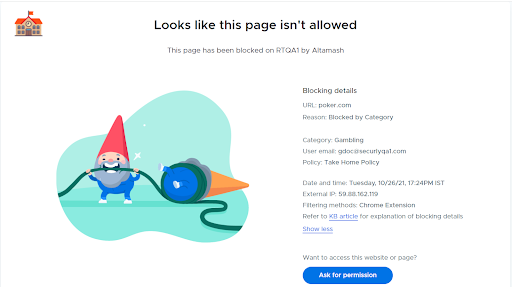 Looks like this page isn't allowed
This page has been blocked on RTQA1 by Altamash
Blocking details
URL: poker.com
Reason: Blocked by Category
Category: Gambling
User email: gdoc@securlyqa1.com
Policy: Take Home Policy
Date and time: Tuesday, 10/26/21, 17:24PM IST
External IP: 59.88.162.119
Filtering methods: Chrome Extension
Refer to KB article for explanation of blocking details
Show less
Want to access this website or page?
Ask for permission